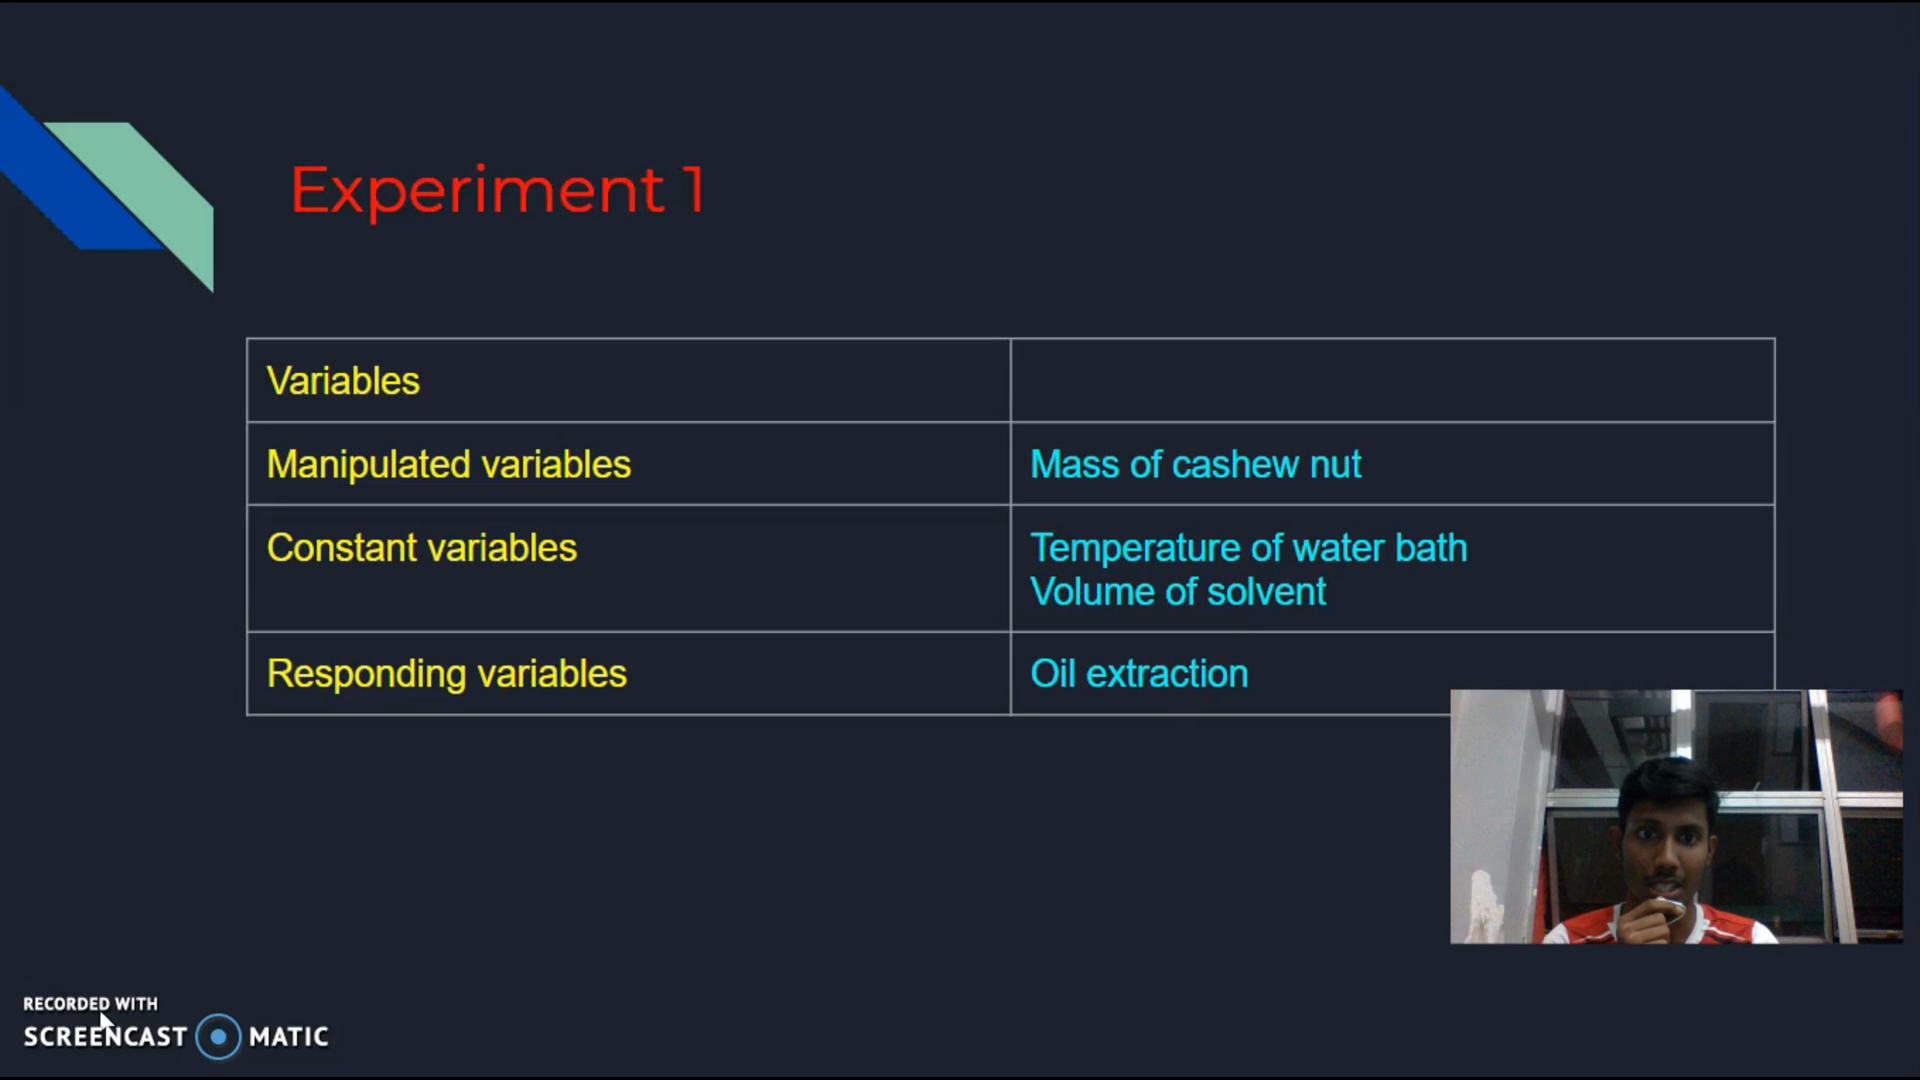 Experiment 1
Variables
Manipulated variables
Mass of cashew nut
Constant variables
Temperature of water bath
Volume of solvent
Responding variables
Oil extraction
RECORDED WITH
SCREENCAST MATIC